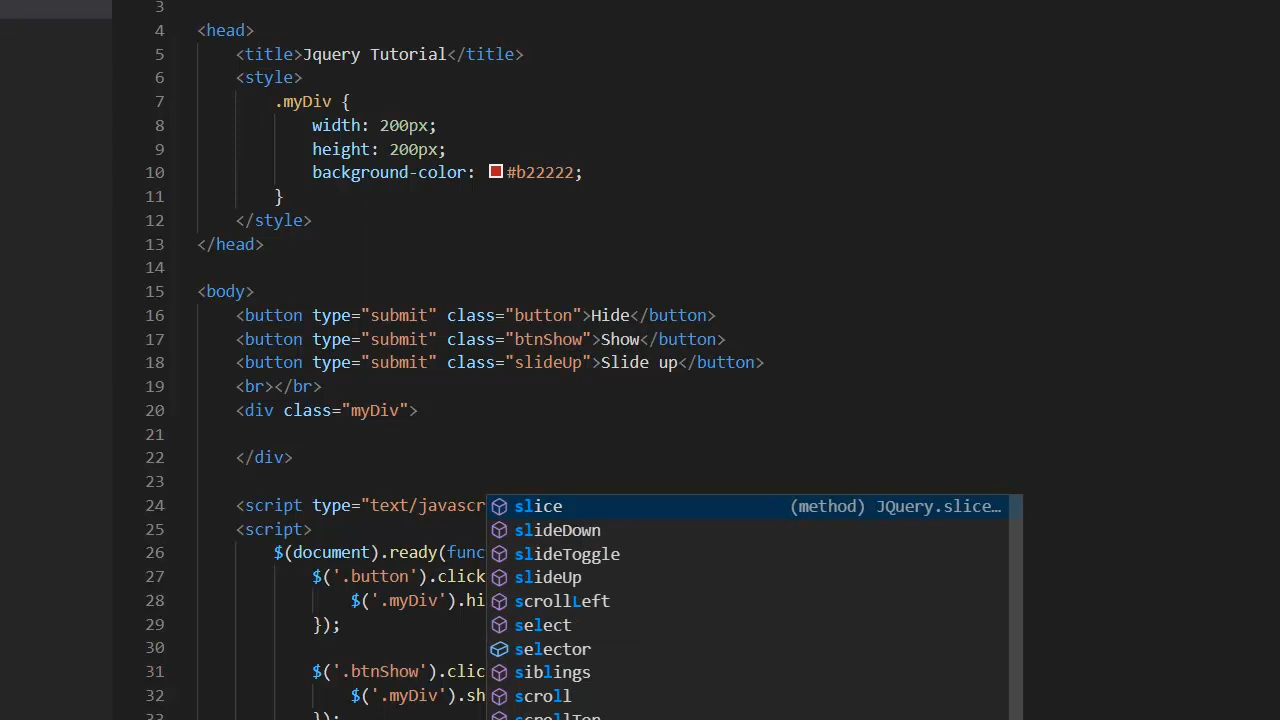 3
4 <head>
5 <title>Jquery Tutorial</title>
6 <style>
7 .myDiv {
8 width: 200px;
9 height: 200px;
10 background-color: #b22222;
11 }
12 </style>
13 </head>
14
15 <body>
16 <button type="submit" class="button">Hide</button>
17 <button type="submit" class="btnShow">Show</button>
18 <button type="submit" class="slideUp">Slide up</button>
19 <br></br>
20 <div class="myDiv">
21
22 </div>
23
24 <script type="text/javascr
slice (method) JQuery.slice…
25 <script>
slideDown
26 $(document).ready(func
slideToggle
27 $('.button').click
slideUp
28 $('.myDiv').hi
scrollLeft
29 });
select
30
selector
31 $('.btnShow').clic
siblings
32 $('.myDiv').sh
scroll
33 });
scrollTop